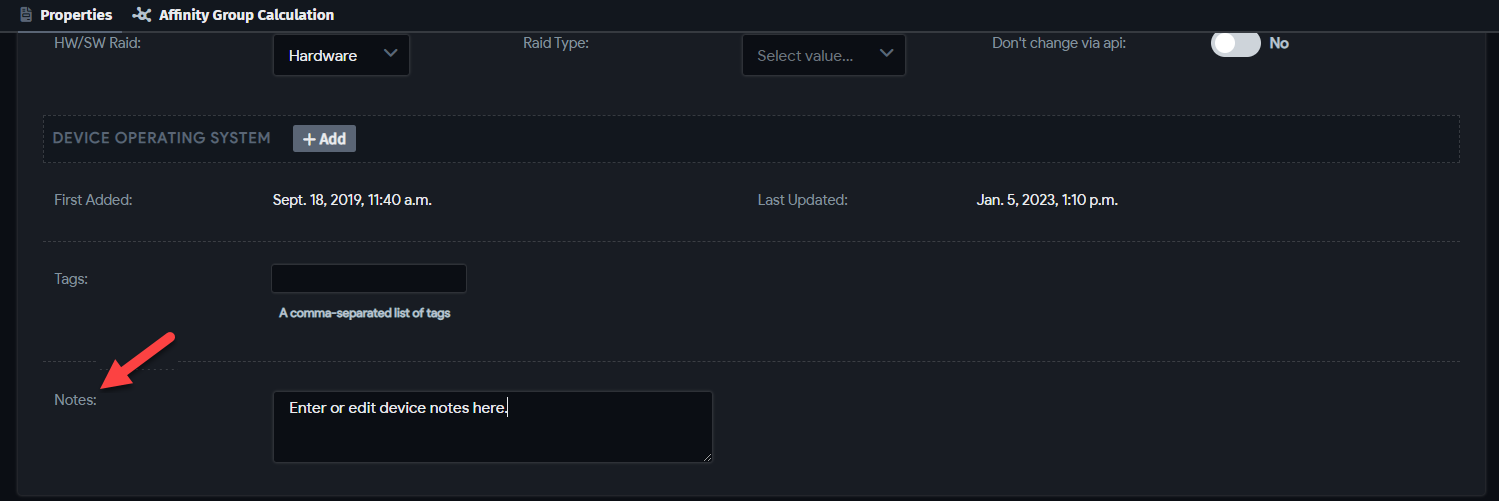 Properties Affinity Group Calculation
HW/SW Raid: Hardware Raid Type: Select value... Don't change via api: No
DEVICE OPERATING SYSTEM + Add
First Added: Sept. 18, 2019, 11:40 a.m. Last Updated: Jan. 5, 2023, 1:10 p.m.
Tags:
A comma-separated list of tags
Notes: Enter or edit device notes here.